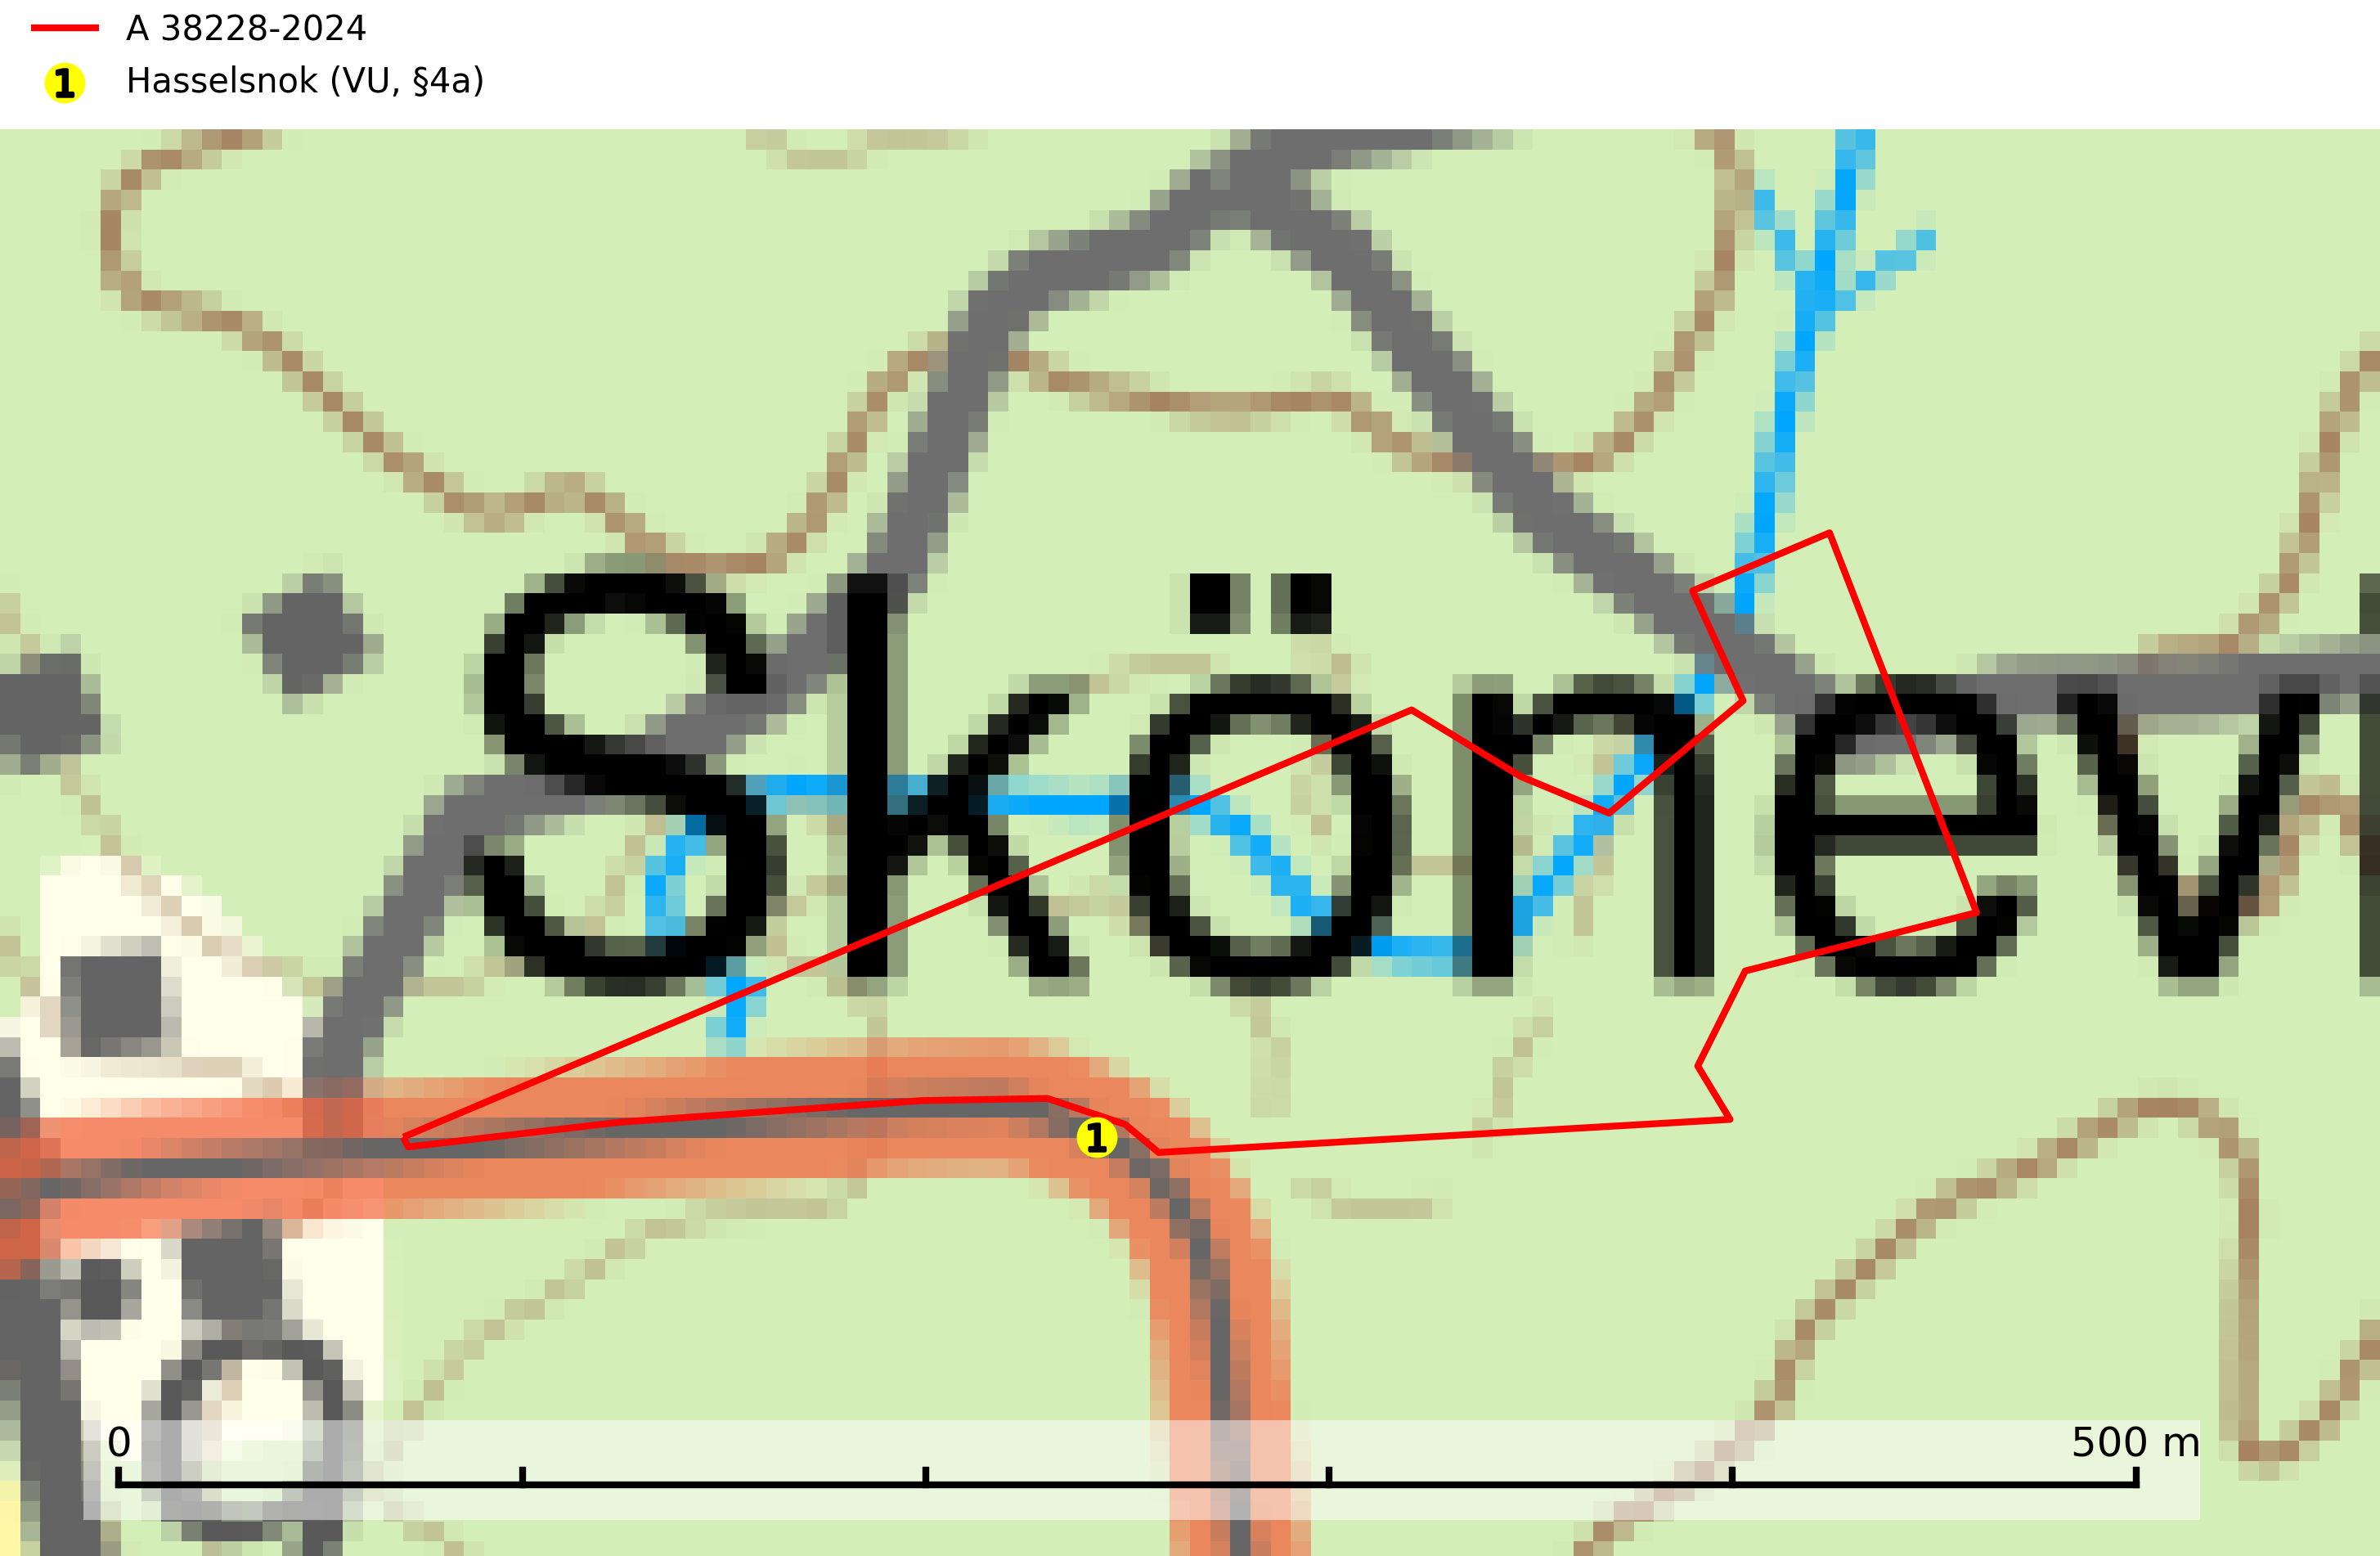 A 38228-2024
1 Hasselsnok (VU, §4a)
Skörnev
1
0 500 m